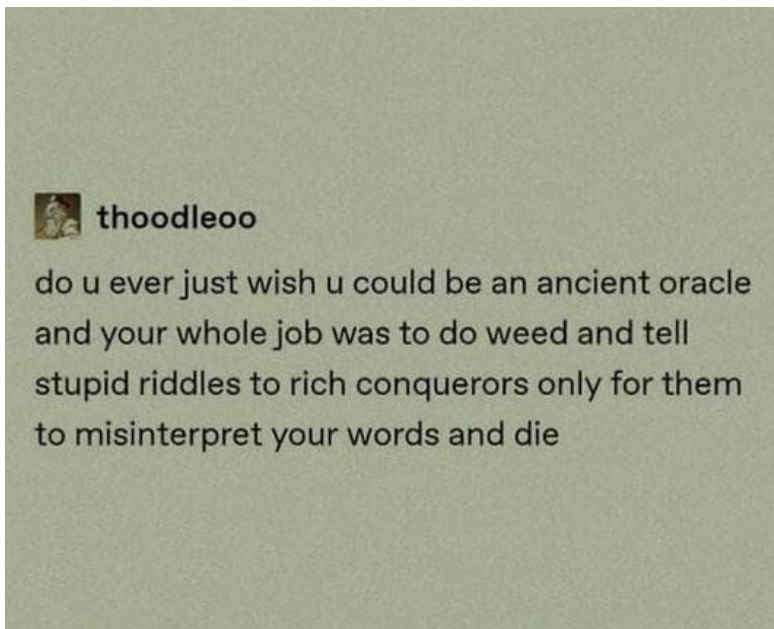 thoodleoo
do u ever just wish u could be an ancient oracle
and your whole job was to do weed and tell
stupid riddles to rich conquerors only for them
to misinterpret your words and die